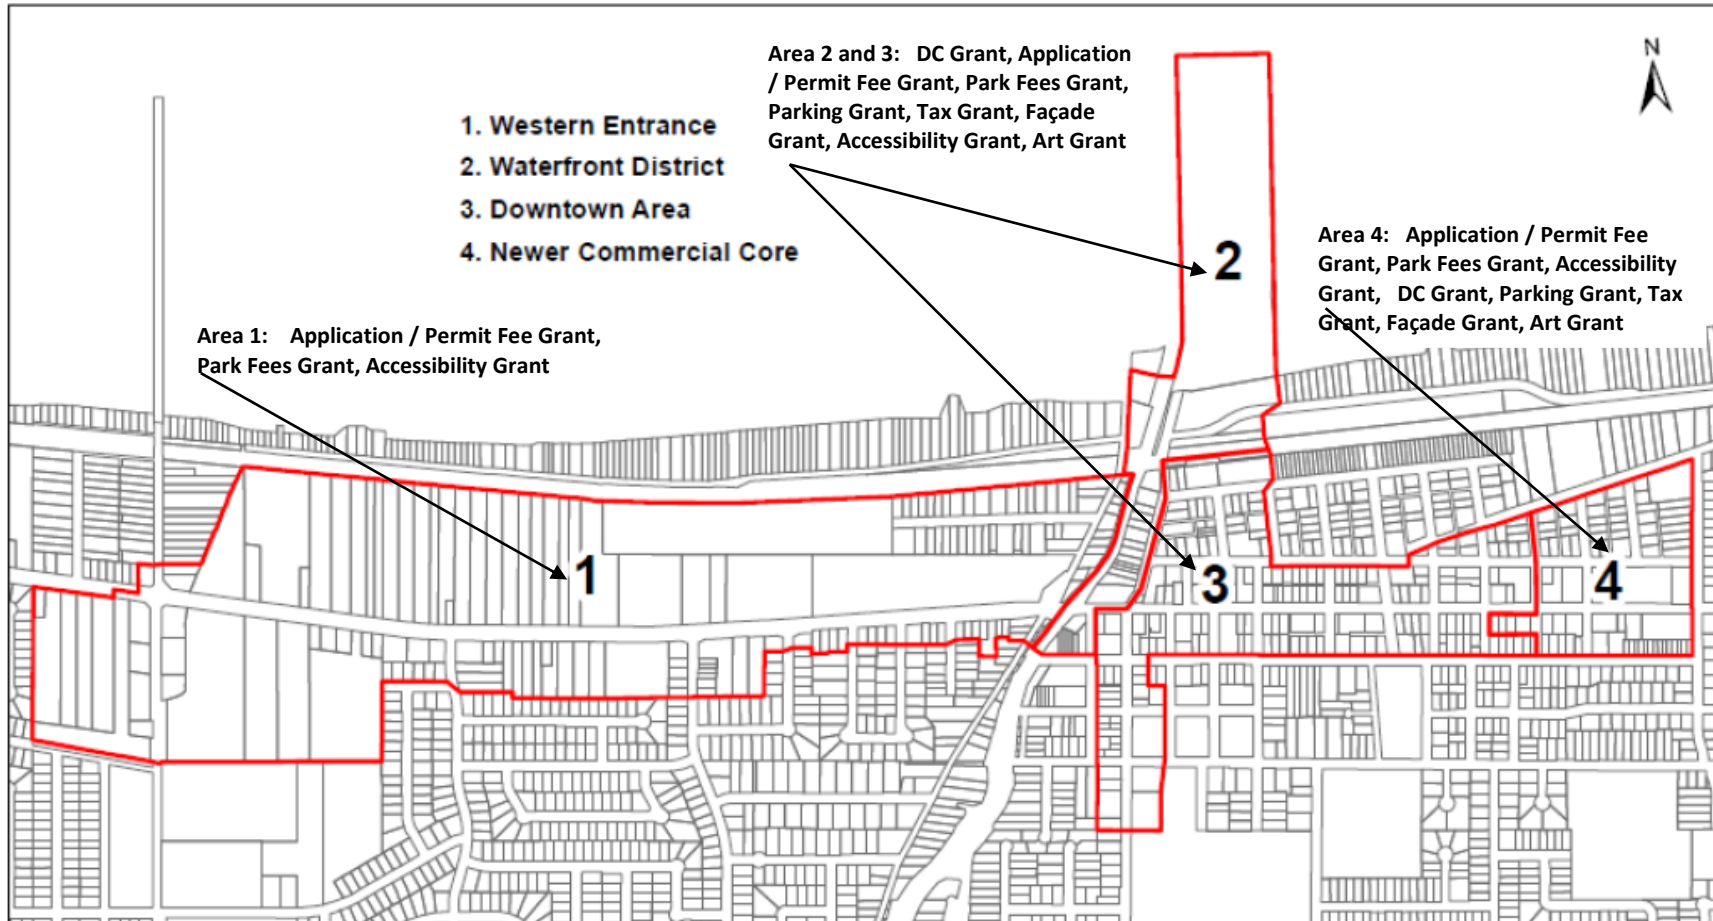 N
Area 2 and 3: DC Grant, Application
/ Permit Fee Grant, Park Fees Grant,
Parking Grant, Tax Grant, Façade
Grant, Accessibility Grant, Art Grant
1. Western Entrance
2. Waterfront District
3. Downtown Area
4. Newer Commercial Core
Area 4: Application / Permit Fee
Grant, Park Fees Grant, Accessibility
Grant, DC Grant, Parking Grant, Tax
Grant, Façade Grant, Art Grant
Area 1: Application / Permit Fee Grant,
Park Fees Grant, Accessibility Grant
2
1
3
4